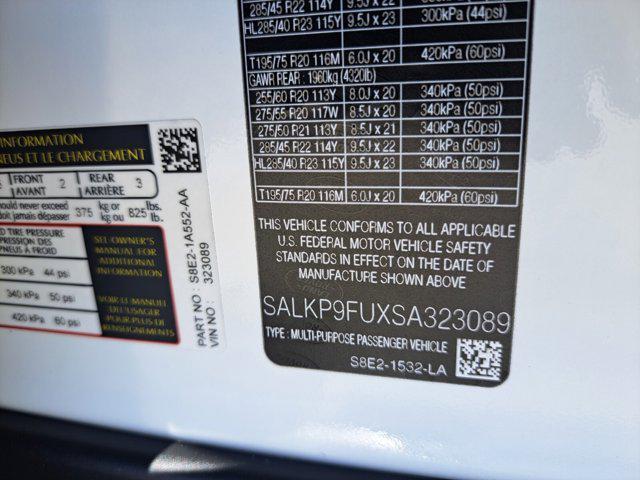 285/45 R22 114Y 9.5J x 22
HL285/40 R23 115Y 9.5J x 23 300kPa (44psi)
T195/75 R20 116M 6.0J x 20 420kPa (60psi)
GAWR REAR : 1960kg (4320lb)
255/60 R20 113Y 8.0J x 20 340kPa (50psi)
275/55 R20 117W 8.5J x 20 340kPa (50psi)
275/50 R21 113Y 8.5J x 21 340kPa (50psi)
285/45 R22 114Y 9.5J x 22 340kPa (50psi)
HL285/40 R23 115Y 9.5J x 23 340kPa (50psi)
T195/75 R20 116M 6.0J x 20 420kPa (60psi)
THIS VEHICLE CONFORMS TO ALL APPLICABLE
U.S. FEDERAL MOTOR VEHICLE SAFETY
STANDARDS IN EFFECT ON THE DATE OF
MANUFACTURE SHOWN ABOVE
SALKP9FUXSA323089
TYPE : MULTI-PURPOSE PASSENGER VEHICLE
S8E2-1532-LA
INFORMATION
PNEUS ET LE CHARGEMENT
FRONT AVANT 2 REAR ARRIÈRE 3
should never exceed
doit jamais dépasser 375 kg or kg ou 825 lbs. lb.
TIRE PRESSURE
PRESSION DES
PNEUS
300 kPa 44 psi
340 kPa 50 psi
420 kPa 60 psi
SEE OWNER'S
MANUAL FOR
ADDITIONAL
INFORMATION
VOIR LE MANUEL
DE L'USAGER
POUR PLUS DE
RENSEIGNEMENTS
PART NO : S8E2-1A552-AA
VIN NO : 323089